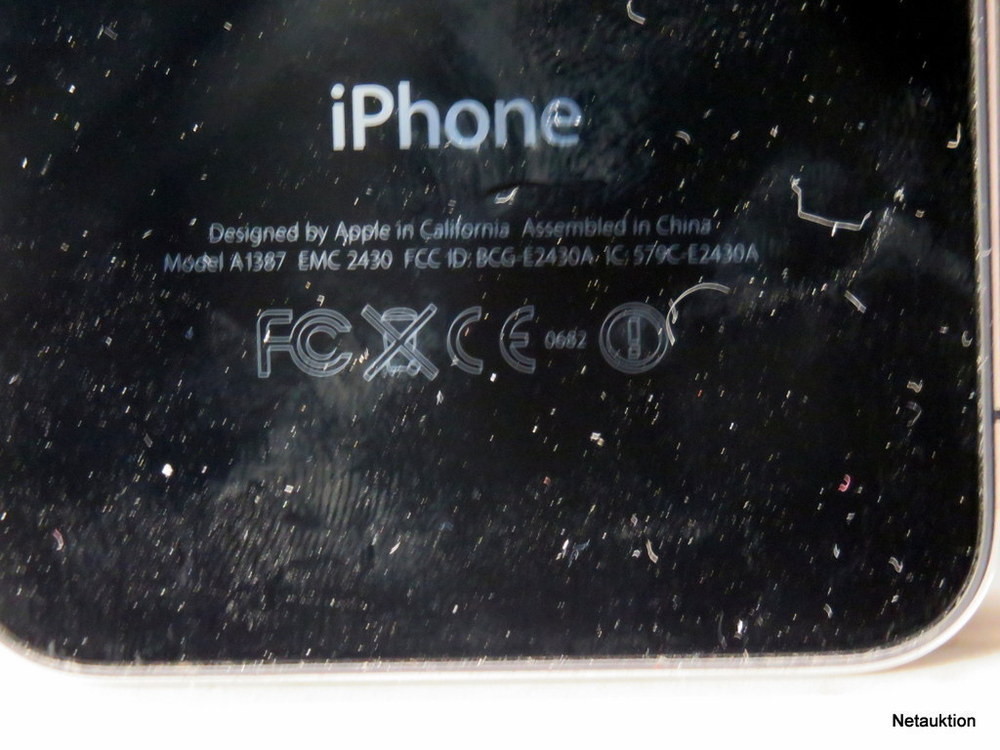 iPhone
Designed by Apple in California Assembled in China
Model A1387 EMC 2430 FCC ID: BCG-E2430A IC: 579C-E2430A
FC CE 0682
Netauktion